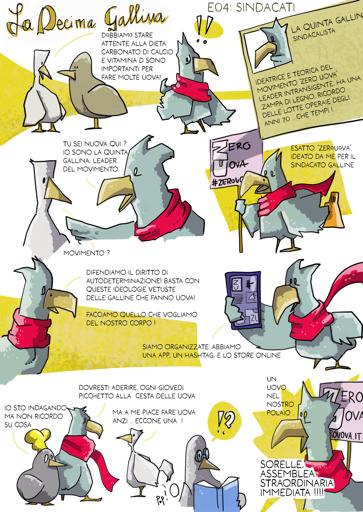 La Decima Gallina
E04: SINDACATI
DOBBIAMO STARE
ATTENTE ALLA DIETA
CARBONATO DI CALCIO
E VITAMINA D SONO
IMPORTANTI PER
FARE MOLTE UOVA!
!!
LA QUINTA GALLINA
SINDACALISTA
IDEATRICE E TEORICA DEL
MOVIMENTO 'ZERO UOVA'
LEADER INTRANSIGENTE, HA UNA
ZAMPA DI LEGNO, RICORDO
DELLE LOTTE OPERAIE DEGLI
ANNI 70 ...CHE TEMPI !
TU SEI NUOVA QUI ?
IO SONO LA QUINTA
GALLINA, LEADER
DEL MOVIMENTO
MOVIMENTO ?
ZERO
UOVA
ESATTO 'ZEROUOVA',
IDEATO DA ME PER IL
SINDACATO GALLINE
DIFENDIAMO IL DIRITTO DI
AUTODETERMINAZIONE! BASTA CON
QUESTE IDEOLOGIE VETUSTE
DELLE GALLINE CHE FANNO UOVA!
FACCIAMO QUELLO CHE VOGLIAMO
DEL NOSTRO CORPO !
SIAMO ORGANIZZATE ABBIAMO
UNA APP, UN HASHTAG, E LO STORE ONLINE
IO STO INDAGANDO
MA NON RICORDO
SU COSA
DOVRESTI ADERIRE, OGNI GIOVEDI
PICCHETTO ALLA CESTA DELLE UOVA
MA A ME PIACE FARE UOVA
ANZI .. ECCONE UNA !
!?
UN
UOVO
NEL
NOSTRO
POLLAIO
SORELLE,
ASSEMBLEA
STRAORDINARIA
IMMEDIATA !!!!!